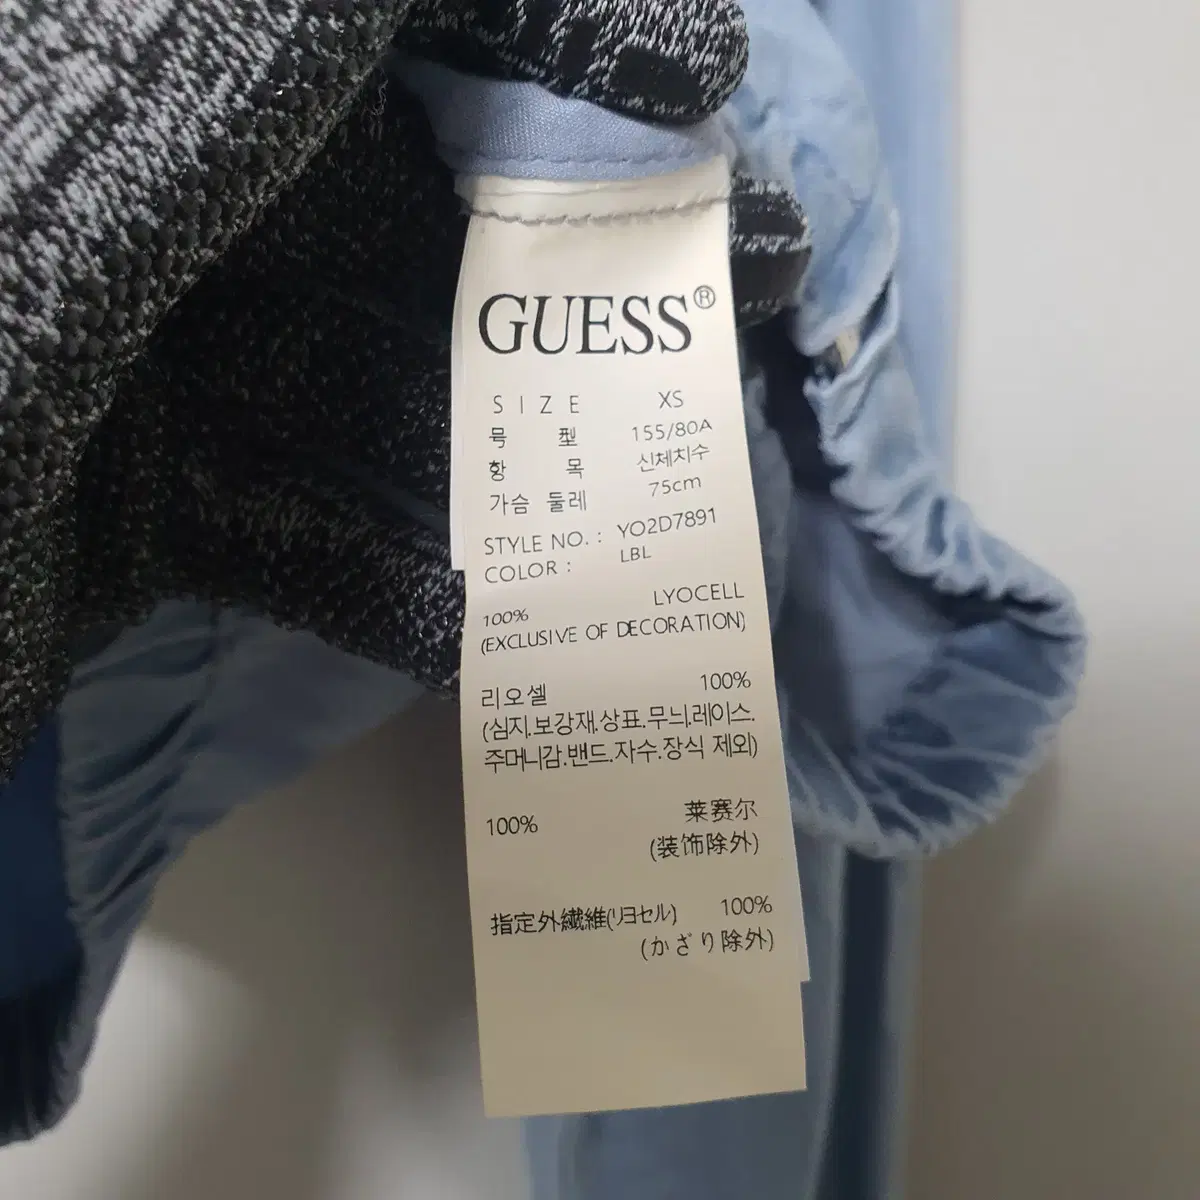 GUESS®
SIZE XS
号 型 155/80A
항 목 신체치수
가슴 둘레 75cm
STYLE NO. : YO2D7891
COLOR : LBL
100% LYOCELL
(EXCLUSIVE OF DECORATION)
리오셀 100%
(심지.보강재.상표.무늬.레이스.
주머니감.밴드.자수.장식 제외)
100% 莱赛尔
(装饰除外)
指定外繊維(リヨセル) 100%
(かざり除外)